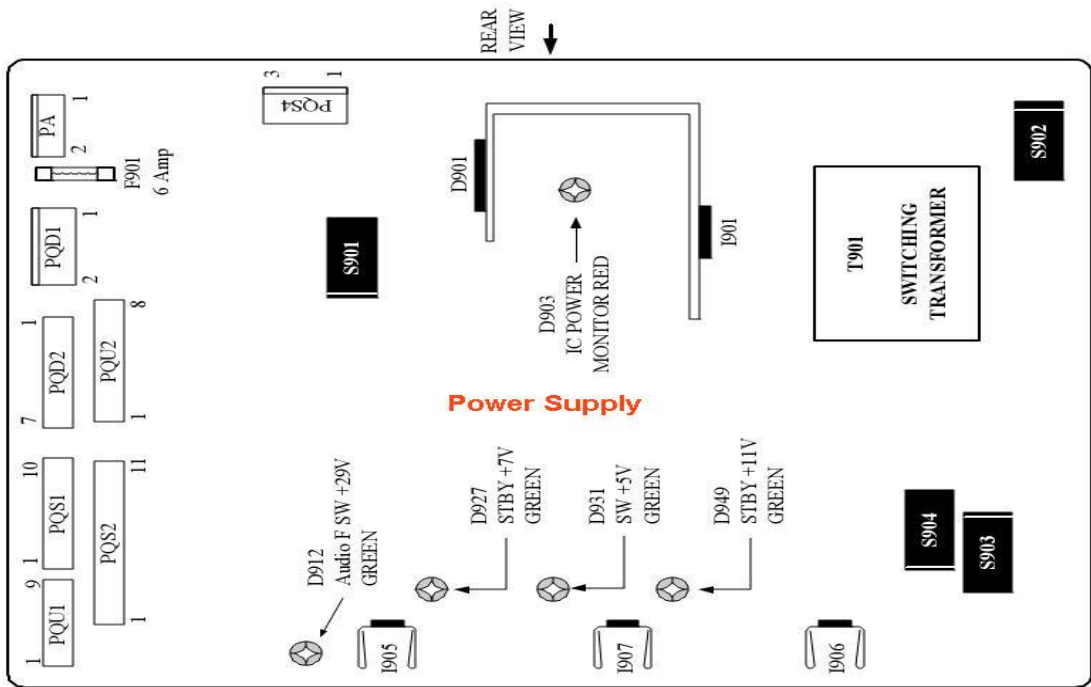 REAR
VIEW
3
1
PQS4
1
PA
2
F901
6 Amp
1
PQD1
2
1
PQD2
7
8
PQU2
1
10
PQS1
1
11
PQS2
1
9
PQU1
1
D901
S901
I901
D903
IC POWER
MONITOR RED
S902
T901
SWITCHING
TRANSFORMER
Power Supply
D912
Audio F SW +29V
GREEN
D927
STBY +7V
GREEN
D931
SW +5V
GREEN
D949
STBY +11V
GREEN
S904
S903
I905
I907
I906